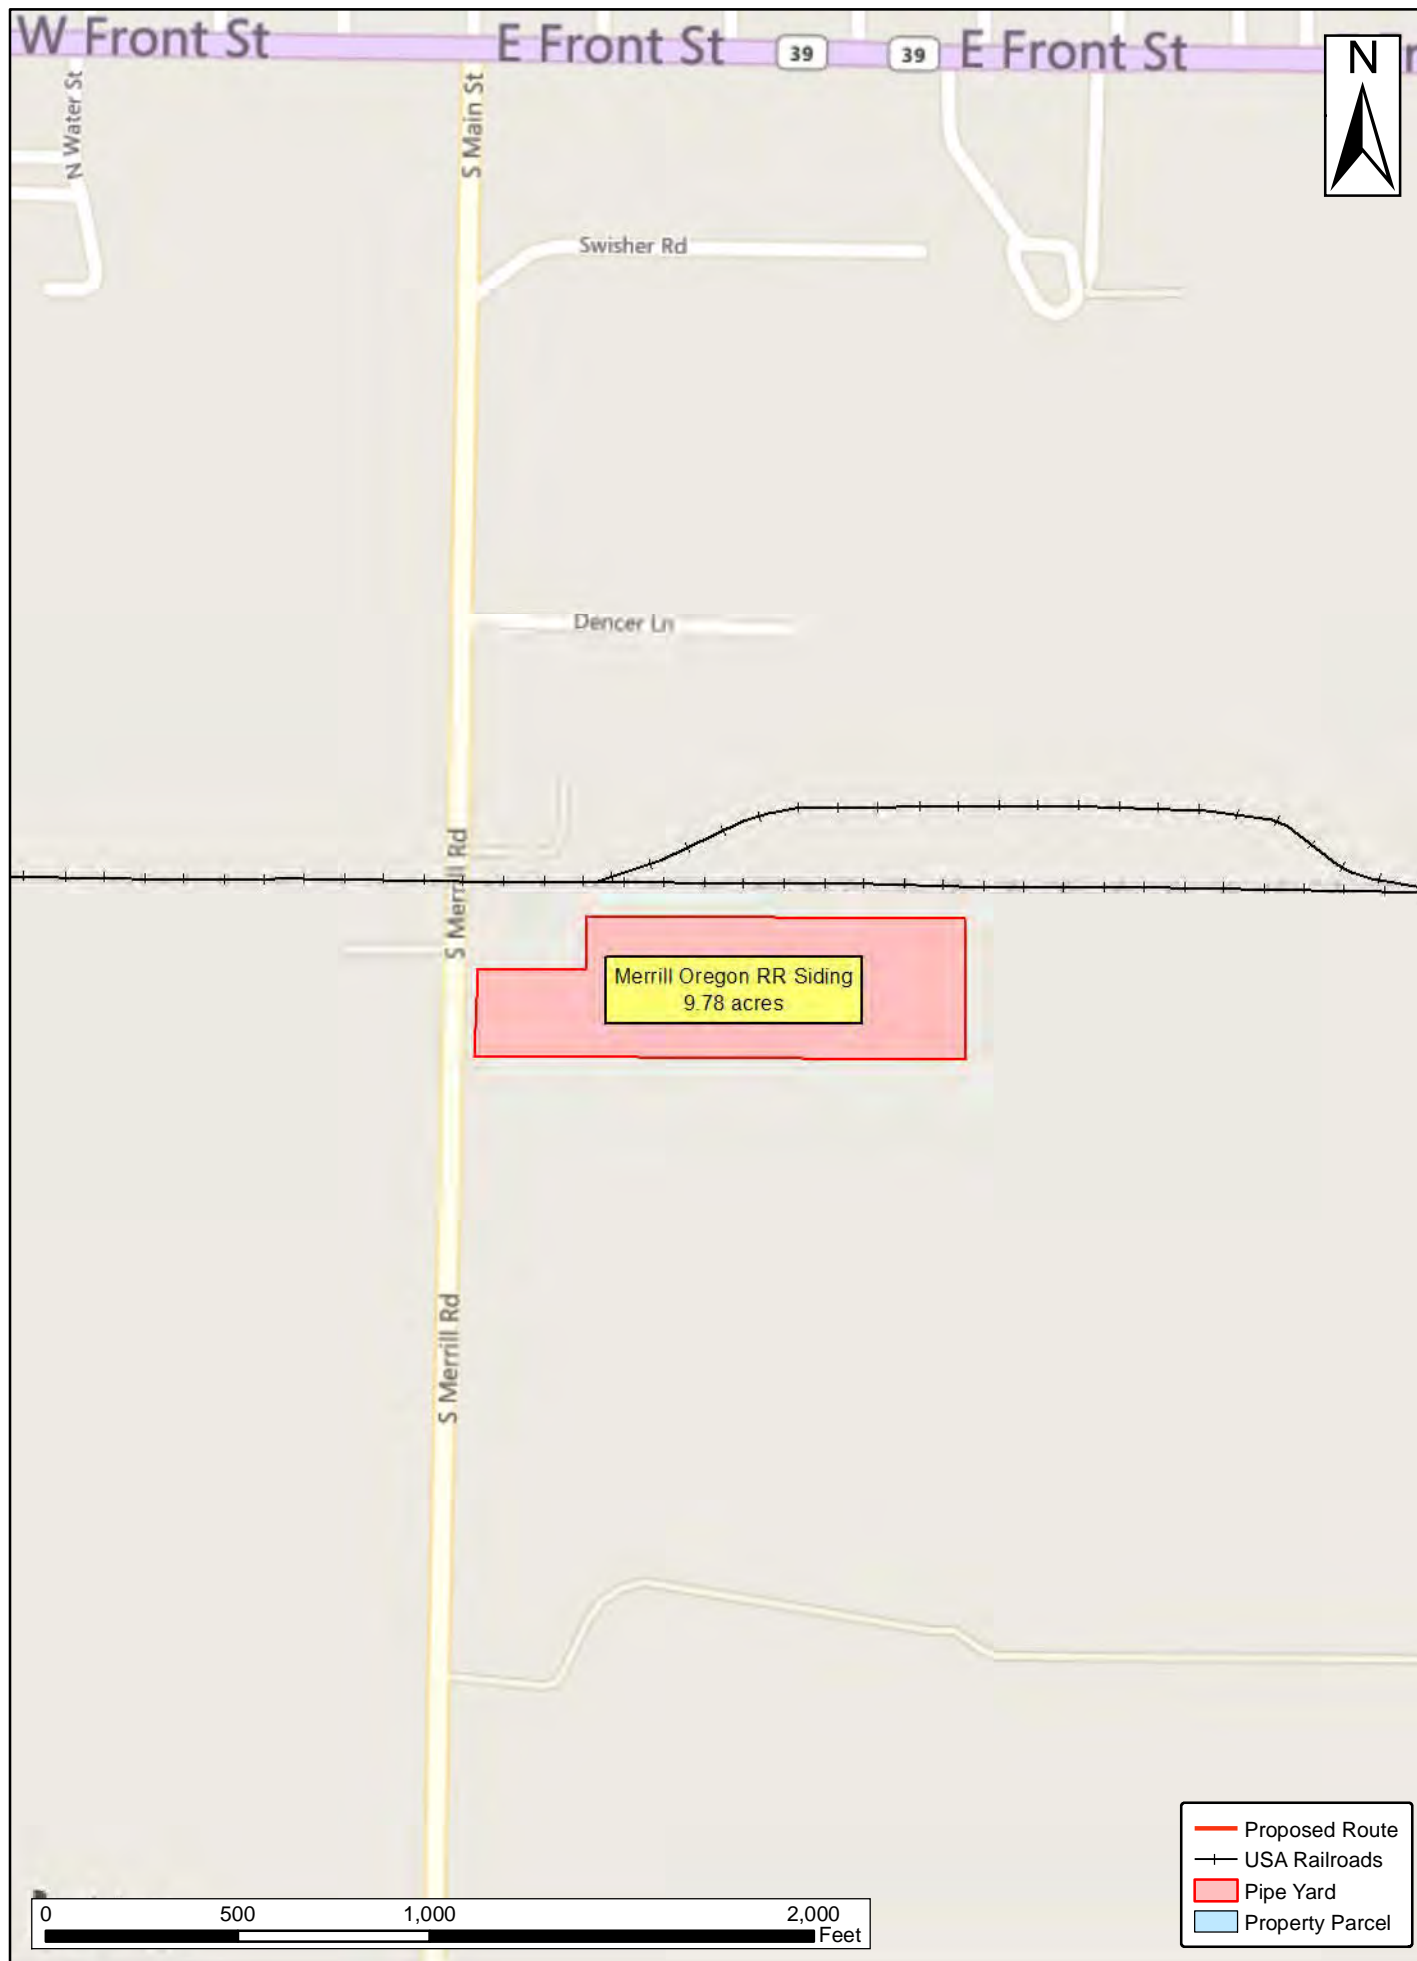 W Front St
E Front St
39
39
E Front St
N
N Water St
S Main St
Swisher Rd
Dencer Ln
S Merrill Rd
Merrill Oregon RR Siding
9.78 acres
S Merrill Rd
Proposed Route
USA Railroads
Pipe Yard
Property Parcel
0 500 1,000 2,000
Feet